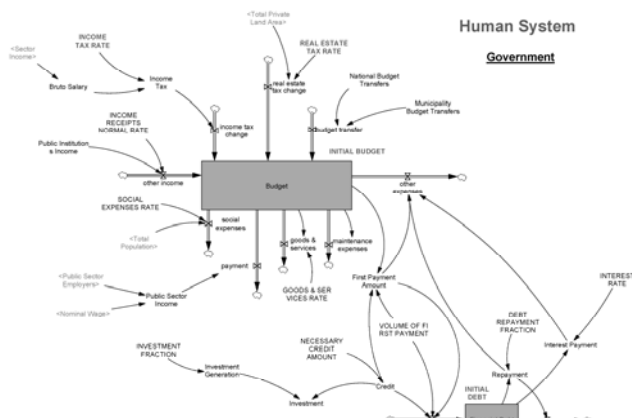 Human System
Government
<Total Private
Land Area>
INCOME
TAX RATE
REAL ESTATE
TAX RATE
<Sector
Income>
Bruto Salary
Income
Tax
real estate
tax change
National Budget
Transfers
Municipality
Budget Transfers
INCOME
RECEIPTS
NORMAL RATE
income tax
change
budget transfer
Public Institution
s Income
INITIAL BUDGET
other income
Budget
other
expenses
SOCIAL
EXPENSES RATE
social
expenses
goods &
services
maintenance
expenses
<Total
Population>
payment
<Public Sector
Employers>
Public Sector
Income
<Nominal Wage>
GOODS & SER
VICES RATE
First Payment
Amount
INTEREST
RATE
INVESTMENT
FRACTION
NECESSARY
CREDIT
AMOUNT
VOLUME OF FI
RST PAYMENT
DEBT
REPAYMENT
FRACTION
Interest Payment
Investment
Generation
Investment
Credit
Repayment
INITIAL
DEBT